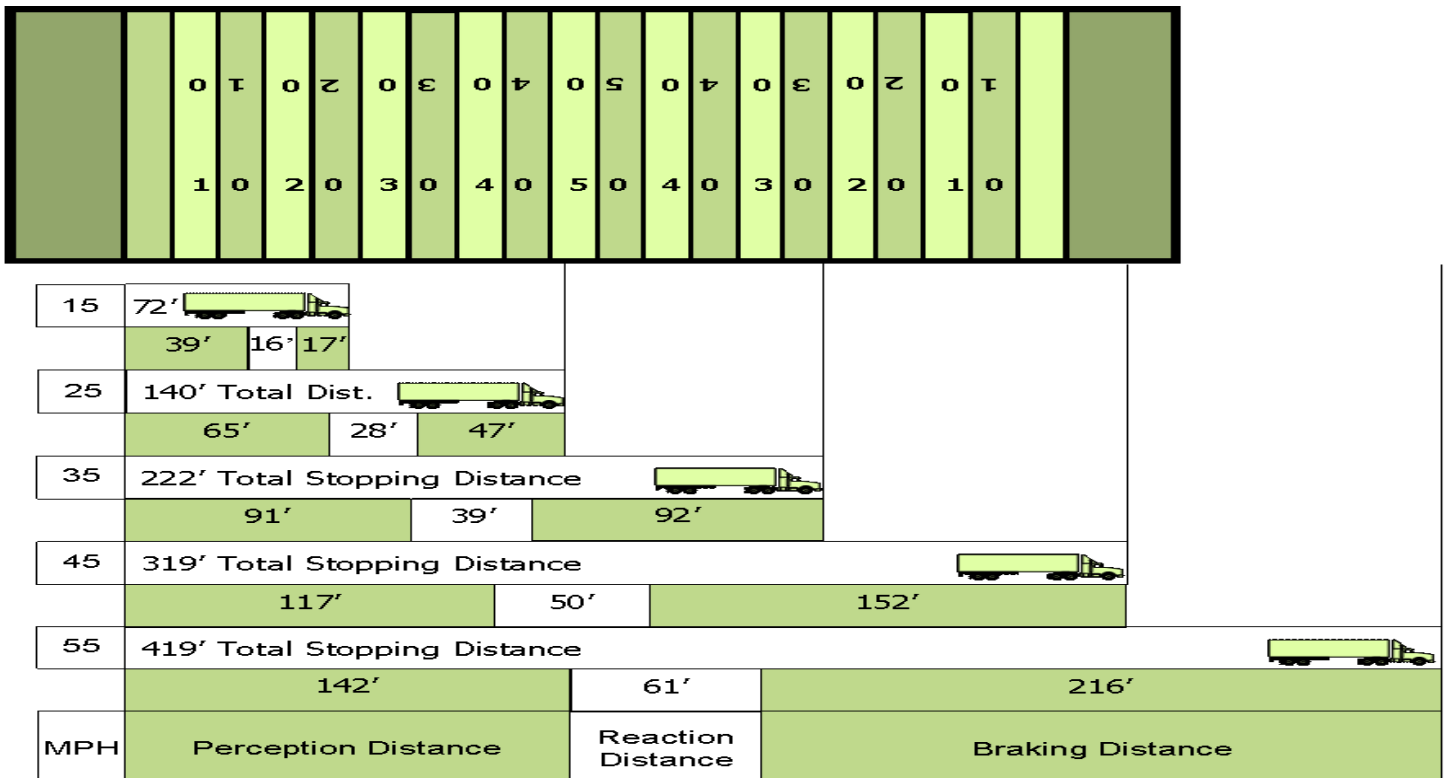 0 1 0 2 0 3 0 4 0 5 0 4 0 3 0 2 0 1
1 0 2 0 3 0 4 0 5 0 4 0 3 0 2 0 1 0
15 72′
39′ 16′ 17′
25 140′ Total Dist.
65′ 28′ 47′
35 222′ Total Stopping Distance
91′ 39′ 92′
45 319′ Total Stopping Distance
117′ 50′ 152′
55 419′ Total Stopping Distance
142′ 61′ 216′
MPH Perception Distance Reaction Distance Braking Distance